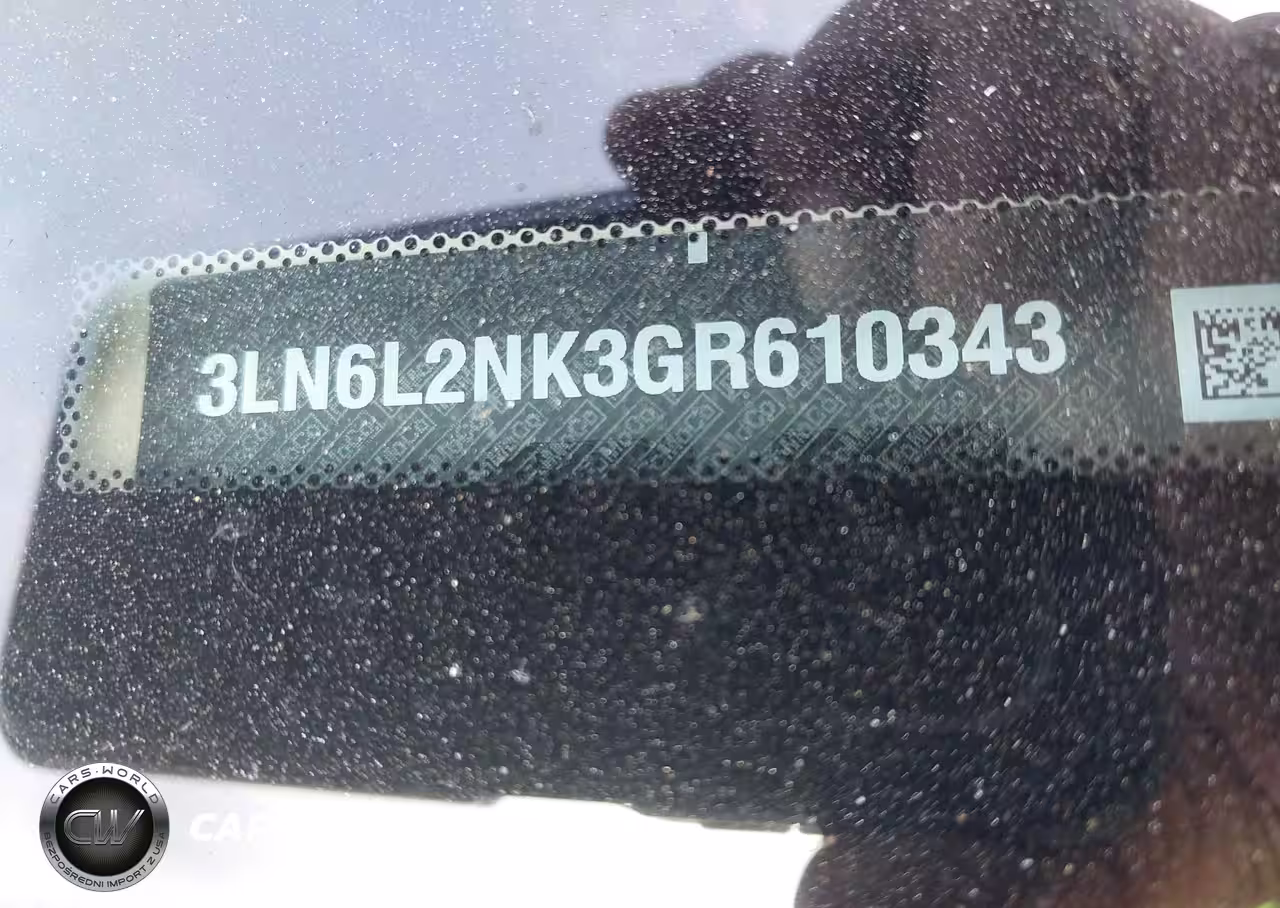 3LN6L2NK3GR610343
CARS-WORLD
CW
BEZPOŚREDNI IMPORT Z USA